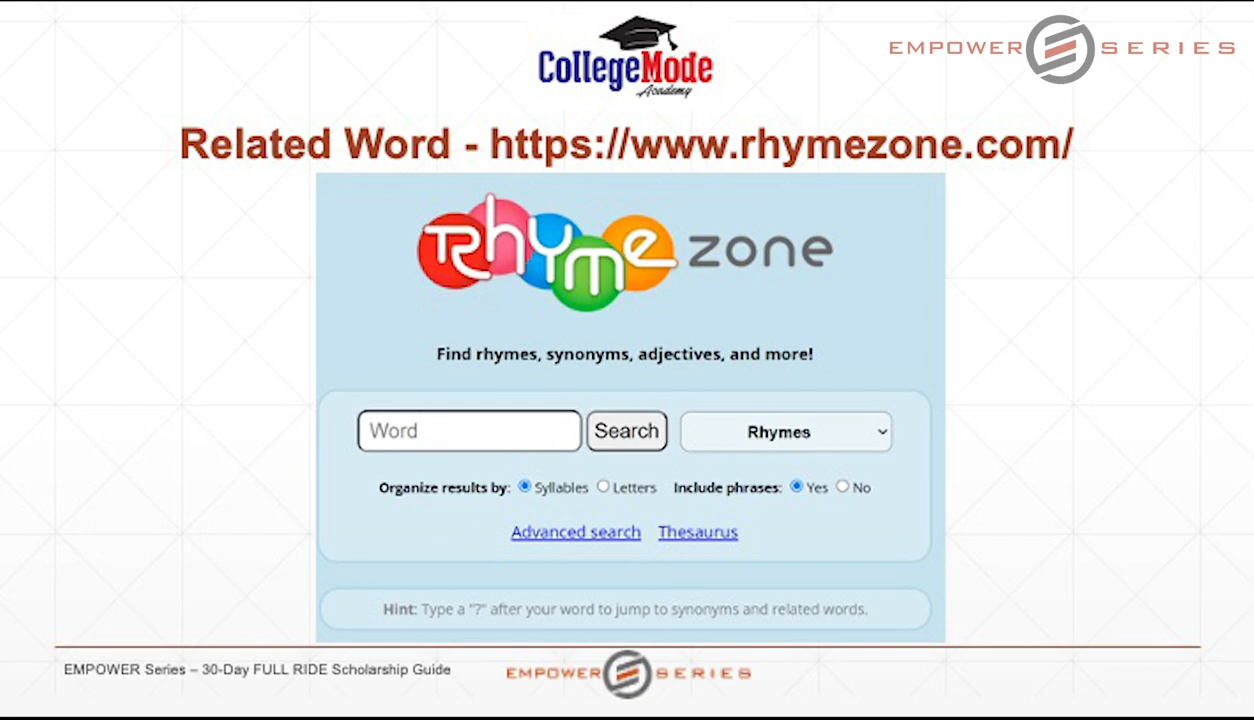 CollegeMode
Academy
EMPOWER SERIES
Related Word - https://www.rhymezone.com/
Rhyme zone
Find rhymes, synonyms, adjectives, and more!
Word Search Rhymes
Organize results by: Syllables Letters Include phrases: Yes No
Advanced search Thesaurus
Hint: Type a "?" after your word to jump to synonyms and related words.
EMPOWER Series – 30-Day FULL RIDE Scholarship Guide
EMPOWER SERIES